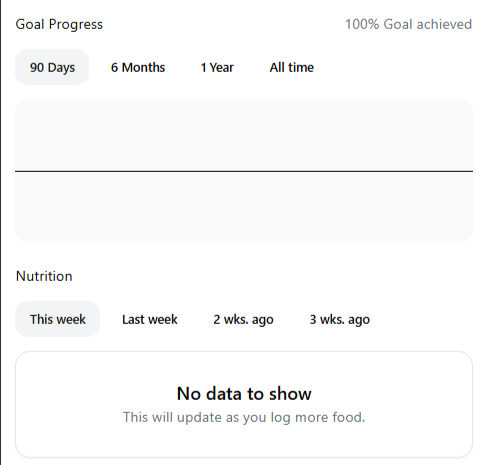 Goal Progress
100% Goal achieved
90 Days
6 Months
1 Year
All time
Nutrition
This week
Last week
2 wks. ago
3 wks. ago
No data to show
This will update as you log more food.